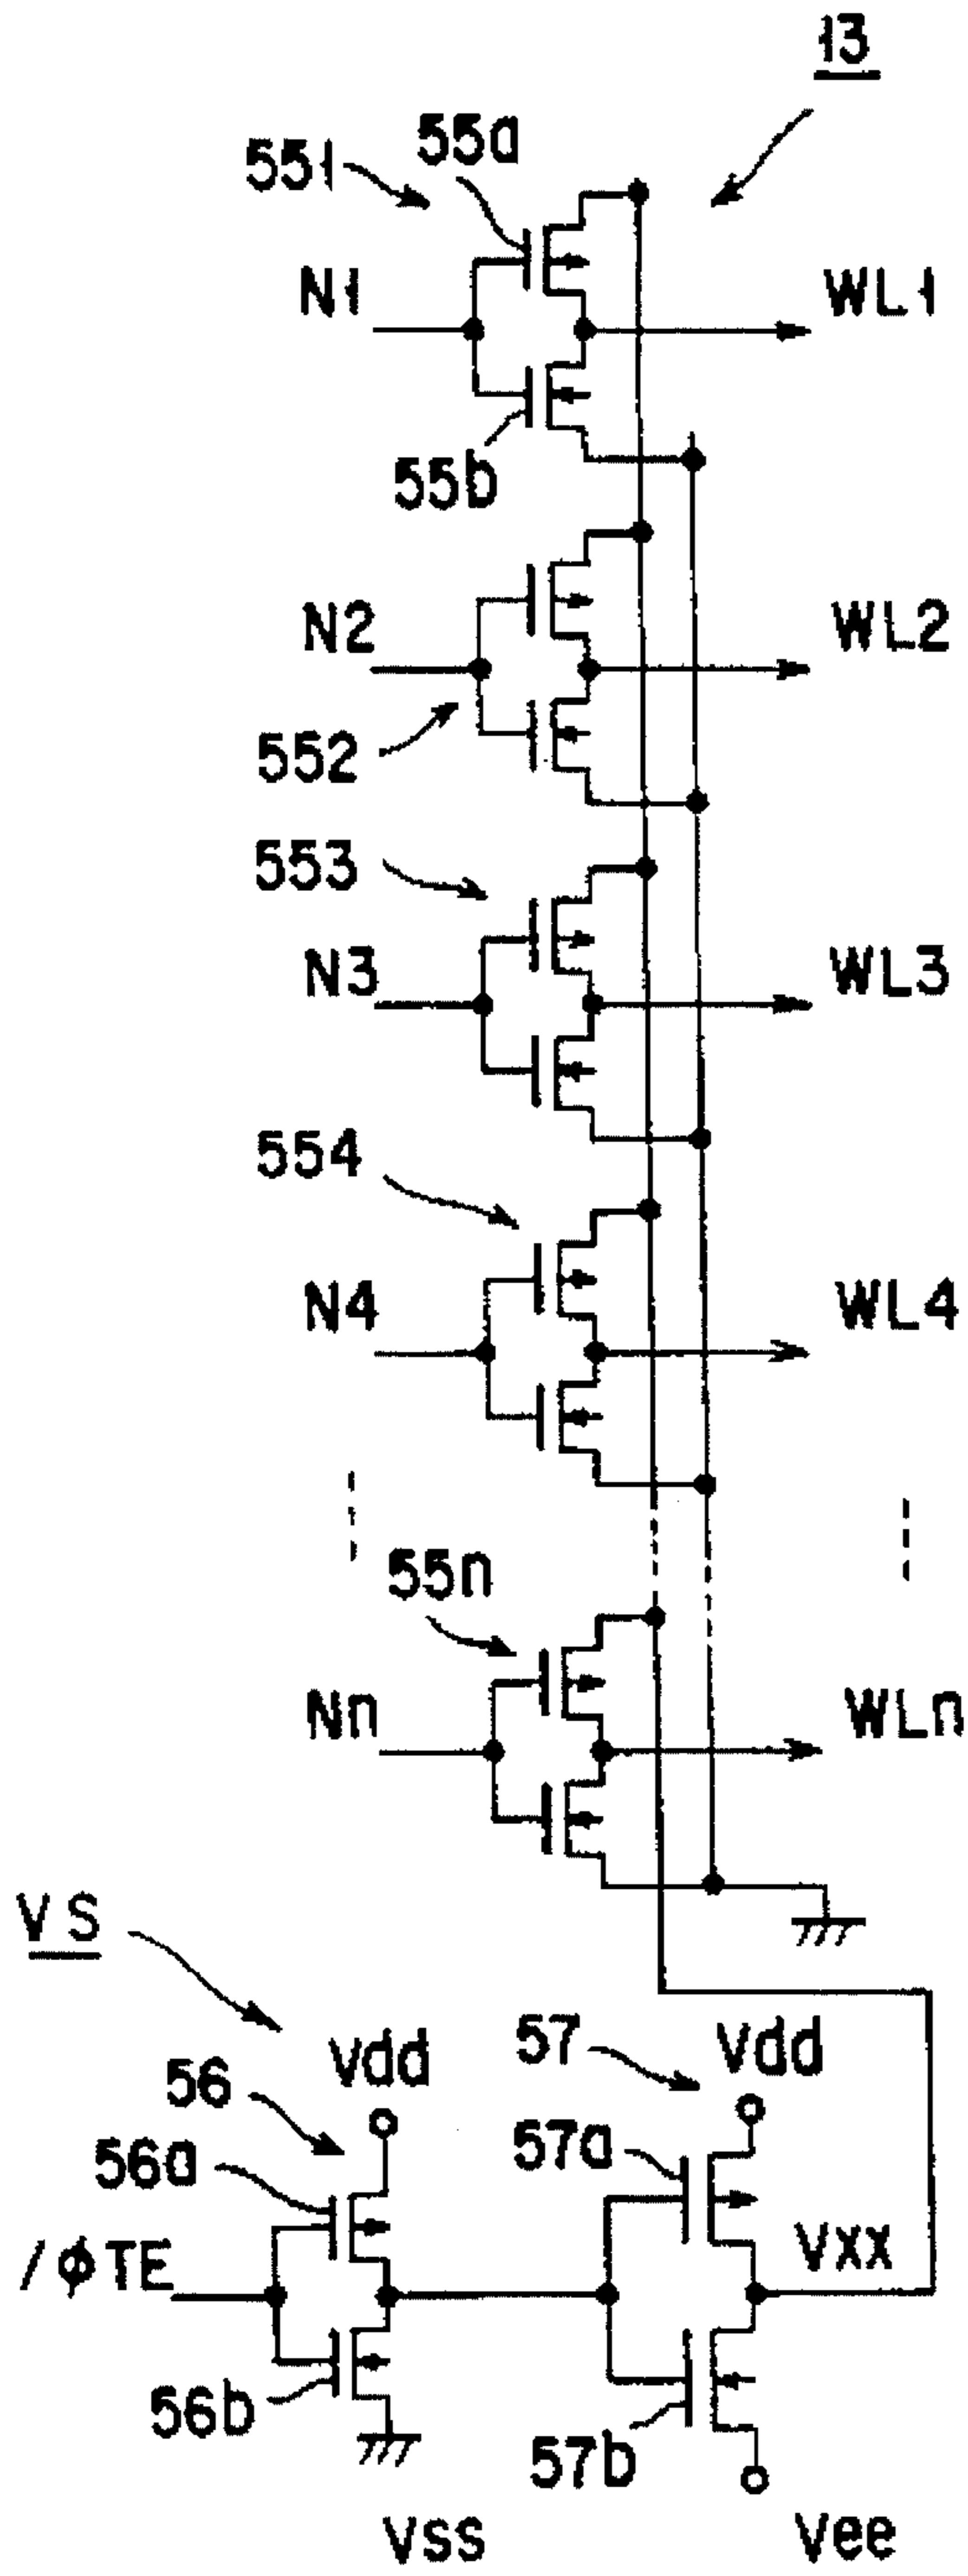 13
551 55a
N1 WL1
55b
N2 WL2
552
553
N3 WL3
554
N4 WL4
55n
Nn WLn
VS
56 Vdd 57 Vdd
56a 57a
/φTE Vxx
56b 57b
Vss Vee